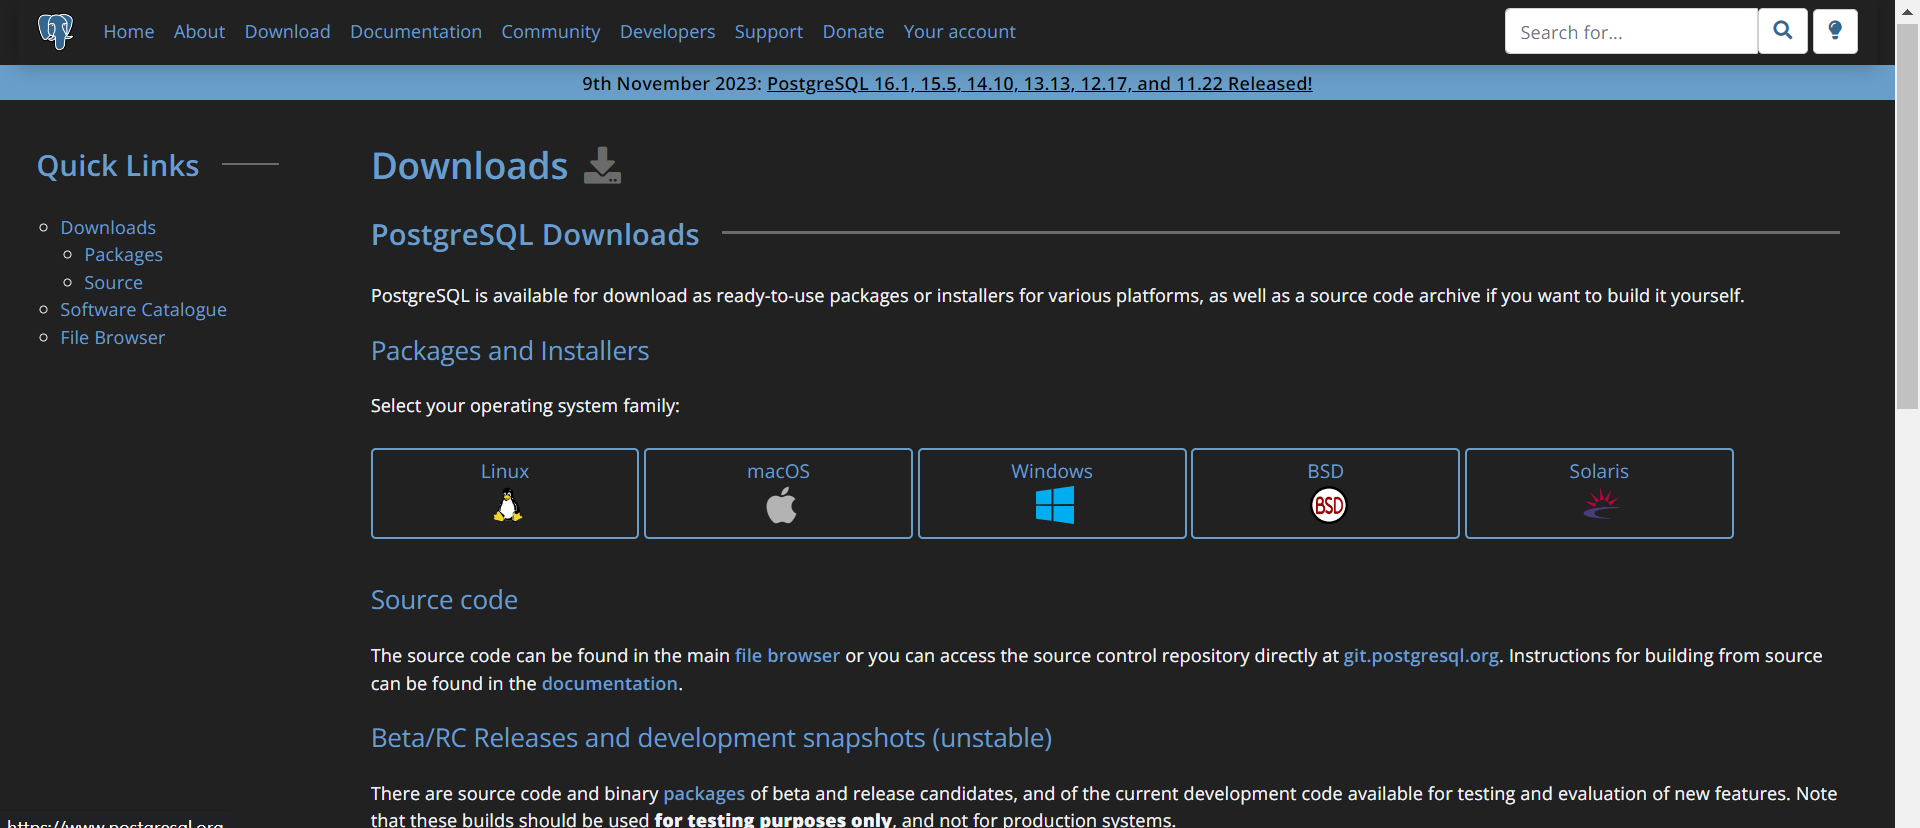 Home About Download Documentation Community Developers Support Donate Your account
Search for...
9th November 2023: PostgreSQL 16.1, 15.5, 14.10, 13.13, 12.17, and 11.22 Released!
Quick Links
Downloads
Packages
Source
Software Catalogue
File Browser
Downloads
PostgreSQL Downloads
PostgreSQL is available for download as ready-to-use packages or installers for various platforms, as well as a source code archive if you want to build it yourself.
Packages and Installers
Select your operating system family:
Linux
macOS
Windows
BSD
BSD
Solaris
Source code
The source code can be found in the main file browser or you can access the source control repository directly at git.postgresql.org. Instructions for building from source
can be found in the documentation.
Beta/RC Releases and development snapshots (unstable)
There are source code and binary packages of beta and release candidates, and of the current development code available for testing and evaluation of new features. Note
that these builds should be used for testing purposes only, and not for production systems.
https://www.postgresql.org